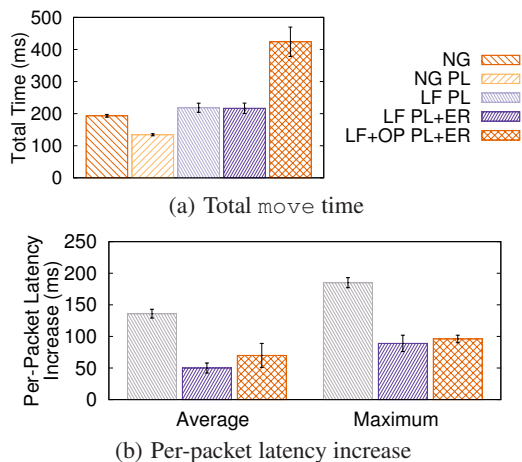 500
400
300
200
100
0
Total Time (ms)
NG
NG PL
LF PL
LF PL+ER
LF+OP PL+ER
(a) Total move time
250
200
150
100
50
0
Per-Packet Latency
Increase (ms)
Average Maximum
(b) Per-packet latency increase